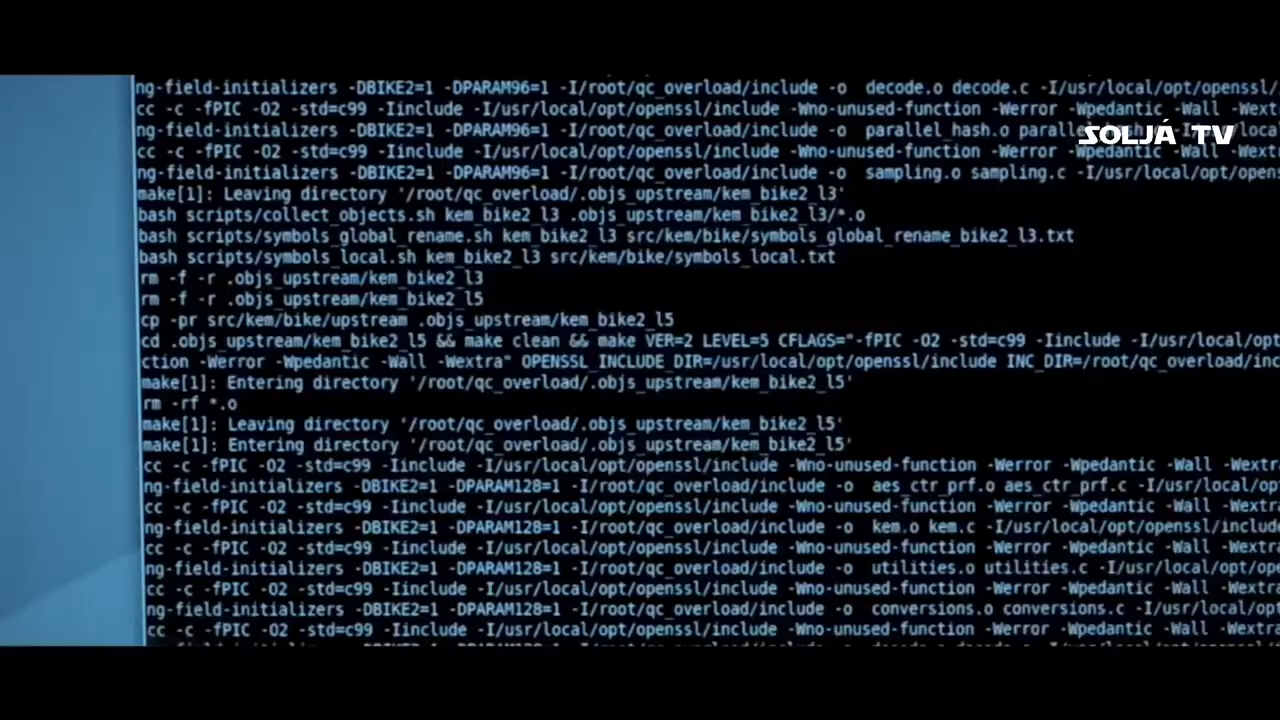 ng-field-initializers -DBIKE2=1 -DPARAM96=1 -I/root/qc_overload/include -o decode.o decode.c -I/usr/local/opt/openssl/
cc -c -fPIC -O2 -std=c99 -Iinclude -I/usr/local/opt/openssl/include -Wno-unused-function -Werror -Wpedantic -Wall -Wext
ng-field-initializers -DBIKE2=1 -DPARAM96=1 -I/root/qc_overload/include -o parallel_hash.o
SOLJÁ TV
cc -c -fPIC -O2 -std=c99 -Iinclude -I/usr/local/opt/openssl/include -Wno-unused-function -Werror -Wpedantic -Wall -Wext
ng-field-initializers -DBIKE2=1 -DPARAM96=1 -I/root/qc_overload/include -o sampling.o sampling.c -I/usr/local/opt/opens
make[1]: Leaving directory '/root/qc_overload/.objs_upstream/kem_bike2_l3'
bash scripts/collect_objects.sh kem_bike2_l3 .objs_upstream/kem_bike2_l3/*.o
bash scripts/symbols_global_rename.sh kem_bike2_l3 src/kem/bike/symbols_global_rename_bike2_l3.txt
bash scripts/symbols_local.sh kem_bike2_l3 src/kem/bike/symbols_local.txt
rm -f -r .objs_upstream/kem_bike2_l3
rm -f -r .objs_upstream/kem_bike2_l5
cp -pr src/kem/bike/upstream .objs_upstream/kem_bike2_l5
cd .objs_upstream/kem_bike2_l5 && make clean && make VER=2 LEVEL=5 CFLAGS="-fPIC -O2 -std=c99 -Iinclude -I/usr/local/opt
ction -Werror -Wpedantic -Wall -Wextra" OPENSSL_INCLUDE_DIR=/usr/local/opt/openssl/include INC_DIR=/root/qc_overload/inc
make[1]: Entering directory '/root/qc_overload/.objs_upstream/kem_bike2_l5'
rm -rf *.o
make[1]: Leaving directory '/root/qc_overload/.objs_upstream/kem_bike2_l5'
make[1]: Entering directory '/root/qc_overload/.objs_upstream/kem_bike2_l5'
cc -c -fPIC -O2 -std=c99 -Iinclude -I/usr/local/opt/openssl/include -Wno-unused-function -Werror -Wpedantic -Wall -Wextr
ng-field-initializers -DBIKE2=1 -DPARAM128=1 -I/root/qc_overload/include -o aes_ctr_prf.o aes_ctr_prf.c -I/usr/local/op
cc -c -fPIC -O2 -std=c99 -Iinclude -I/usr/local/opt/openssl/include -Wno-unused-function -Werror -Wpedantic -Wall -Wextr
ng-field-initializers -DBIKE2=1 -DPARAM128=1 -I/root/qc_overload/include -o kem.o kem.c -I/usr/local/opt/openssl/includ
cc -c -fPIC -O2 -std=c99 -Iinclude -I/usr/local/opt/openssl/include -Wno-unused-function -Werror -Wpedantic -Wall -Wextr
ng-field-initializers -DBIKE2=1 -DPARAM128=1 -I/root/qc_overload/include -o utilities.o utilities.c -I/usr/local/opt/ope
cc -c -fPIC -O2 -std=c99 -Iinclude -I/usr/local/opt/openssl/include -Wno-unused-function -Werror -Wpedantic -Wall -Wextr
ng-field-initializers -DBIKE2=1 -DPARAM128=1 -I/root/qc_overload/include -o conversions.o conversions.c -I/usr/local/opt
cc -c -fPIC -O2 -std=c99 -Iinclude -I/usr/local/opt/openssl/include -Wno-unused-function -Werror -Wpedantic -Wall -Wextra